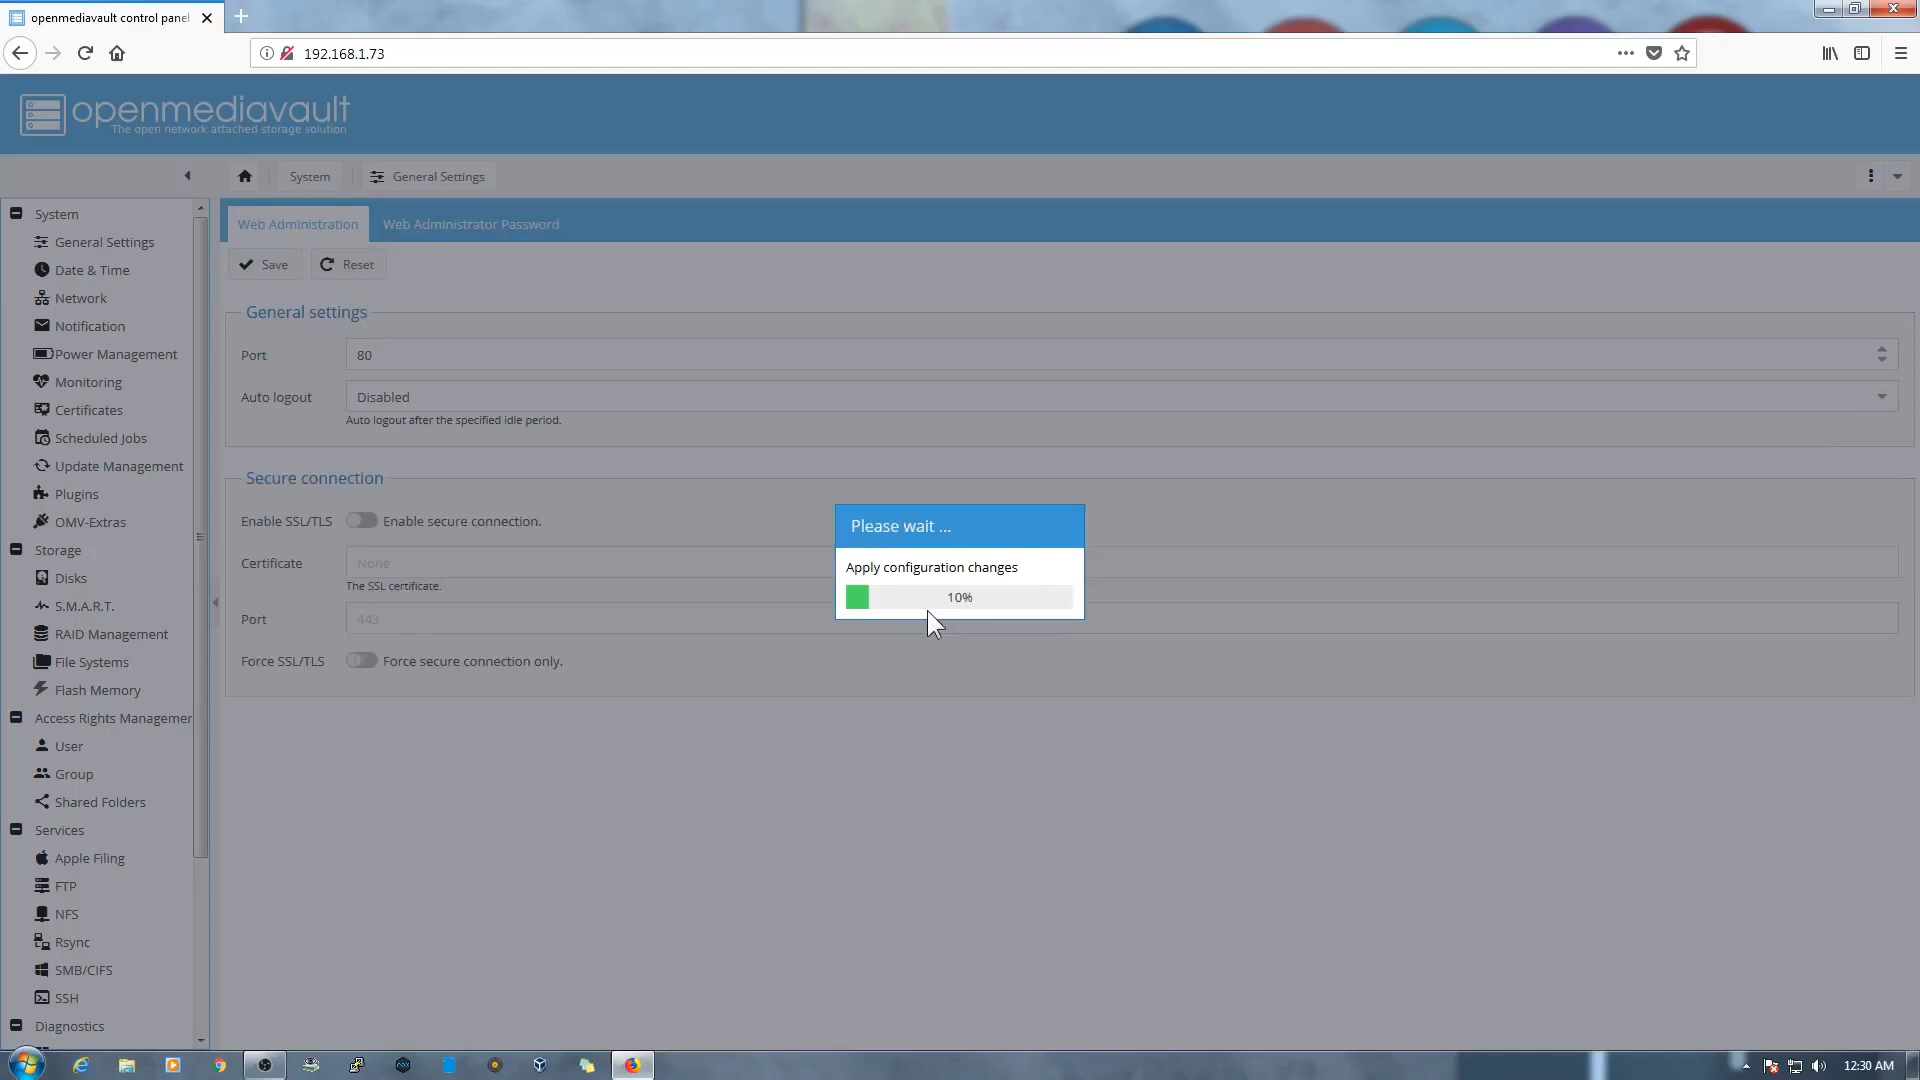 openmediavault control panel
192.168.1.73
openmediavault
The open network attached storage solution
System
General Settings
Web Administration
Web Administrator Password
Save
Reset
System
General Settings
Date & Time
Network
Notification
Power Management
Monitoring
Certificates
Scheduled Jobs
Update Management
Plugins
OMV-Extras
Storage
Disks
S.M.A.R.T.
RAID Management
File Systems
Flash Memory
Access Rights Managemen
User
Group
Shared Folders
Services
Apple Filing
FTP
NFS
Rsync
SMB/CIFS
SSH
Diagnostics
General settings
Port
80
Auto logout
Disabled
Auto logout after the specified idle period.
Secure connection
Enable SSL/TLS
Enable secure connection.
Certificate
None
The SSL certificate.
Port
443
Force SSL/TLS
Force secure connection only.
Please wait ...
Apply configuration changes
10%
12:30 AM